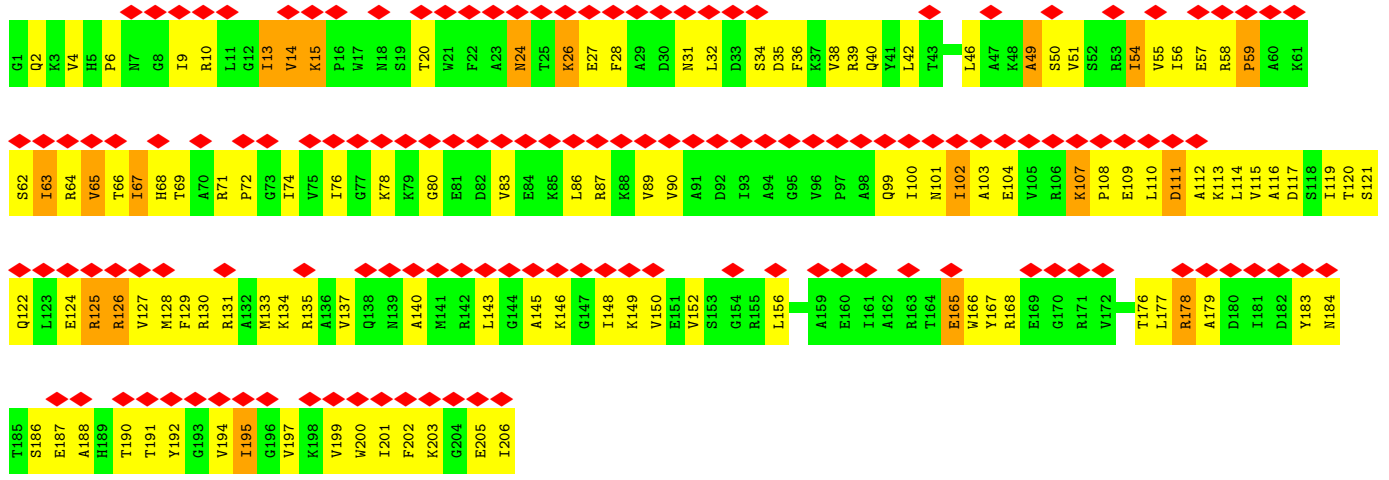 G1 Q2 K3 V4 H5 P6 N7 G8 I9 R10 L11 G12 I13 V14 K15 P16 W17 N18 S19 T20 W21 F22 A23 N24 T25 K26 E27 F28 A29 D30 N31 L32 D33 S34 D35 F36 K37 V38 R39 Q40 Y41 L42 T43 L46 A47 K48 A49 S50 V51 S52 R53 I54 V55 I56 E57 R58 P59 A60 K61
S62 I63 R64 V65 T66 I67 H68 T69 A70 R71 P72 G73 I74 V75 I76 G77 K78 K79 G80 E81 D82 V83 E84 K85 L86 R87 K88 V89 V90 A91 D92 I93 A94 G95 V96 P97 A98 Q99 I100 N101 I102 A103 E104 V105 R106 K107 P108 E109 L110 D111 A112 K113 L114 V115 A116 D117 S118 I119 T120 S121
Q122 L123 E124 R125 R126 V127 M128 F129 R130 R131 A132 M133 K134 R135 A136 V137 Q138 N139 A140 M141 R142 L143 G144 A145 K146 G147 I148 K149 V150 E151 V152 S153 G154 R155 L156 A159 E160 I161 A162 R163 T164 E165 W166 Y167 R168 E169 G170 R171 V172 T176 L177 R178 A179 D180 I181 D182 Y183 N184
T185 S186 E187 A188 H189 T190 T191 Y192 G193 V194 I195 G196 V197 K198 V199 W200 I201 F202 K203 G204 E205 I206